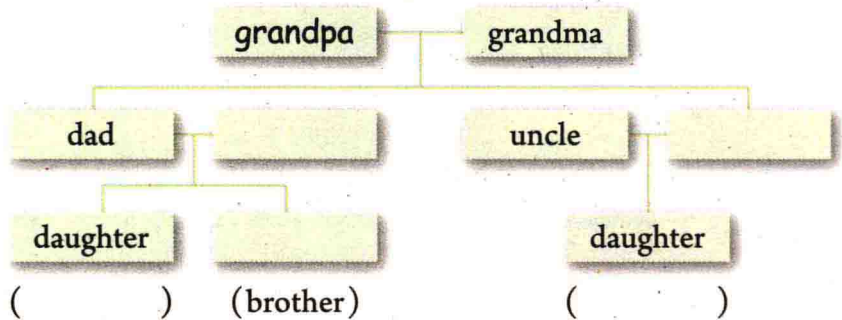 grandpa grandma
dad uncle
daughter daughter
( ) (brother) ( )